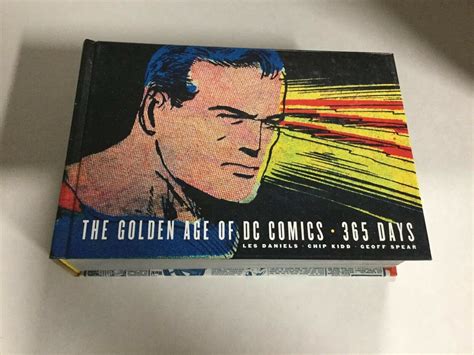 THE GOLDEN AGE OF DC COMICS · 365 DAYS
LES DANIELS · CHIP KIDD · GEOFF SPEAR